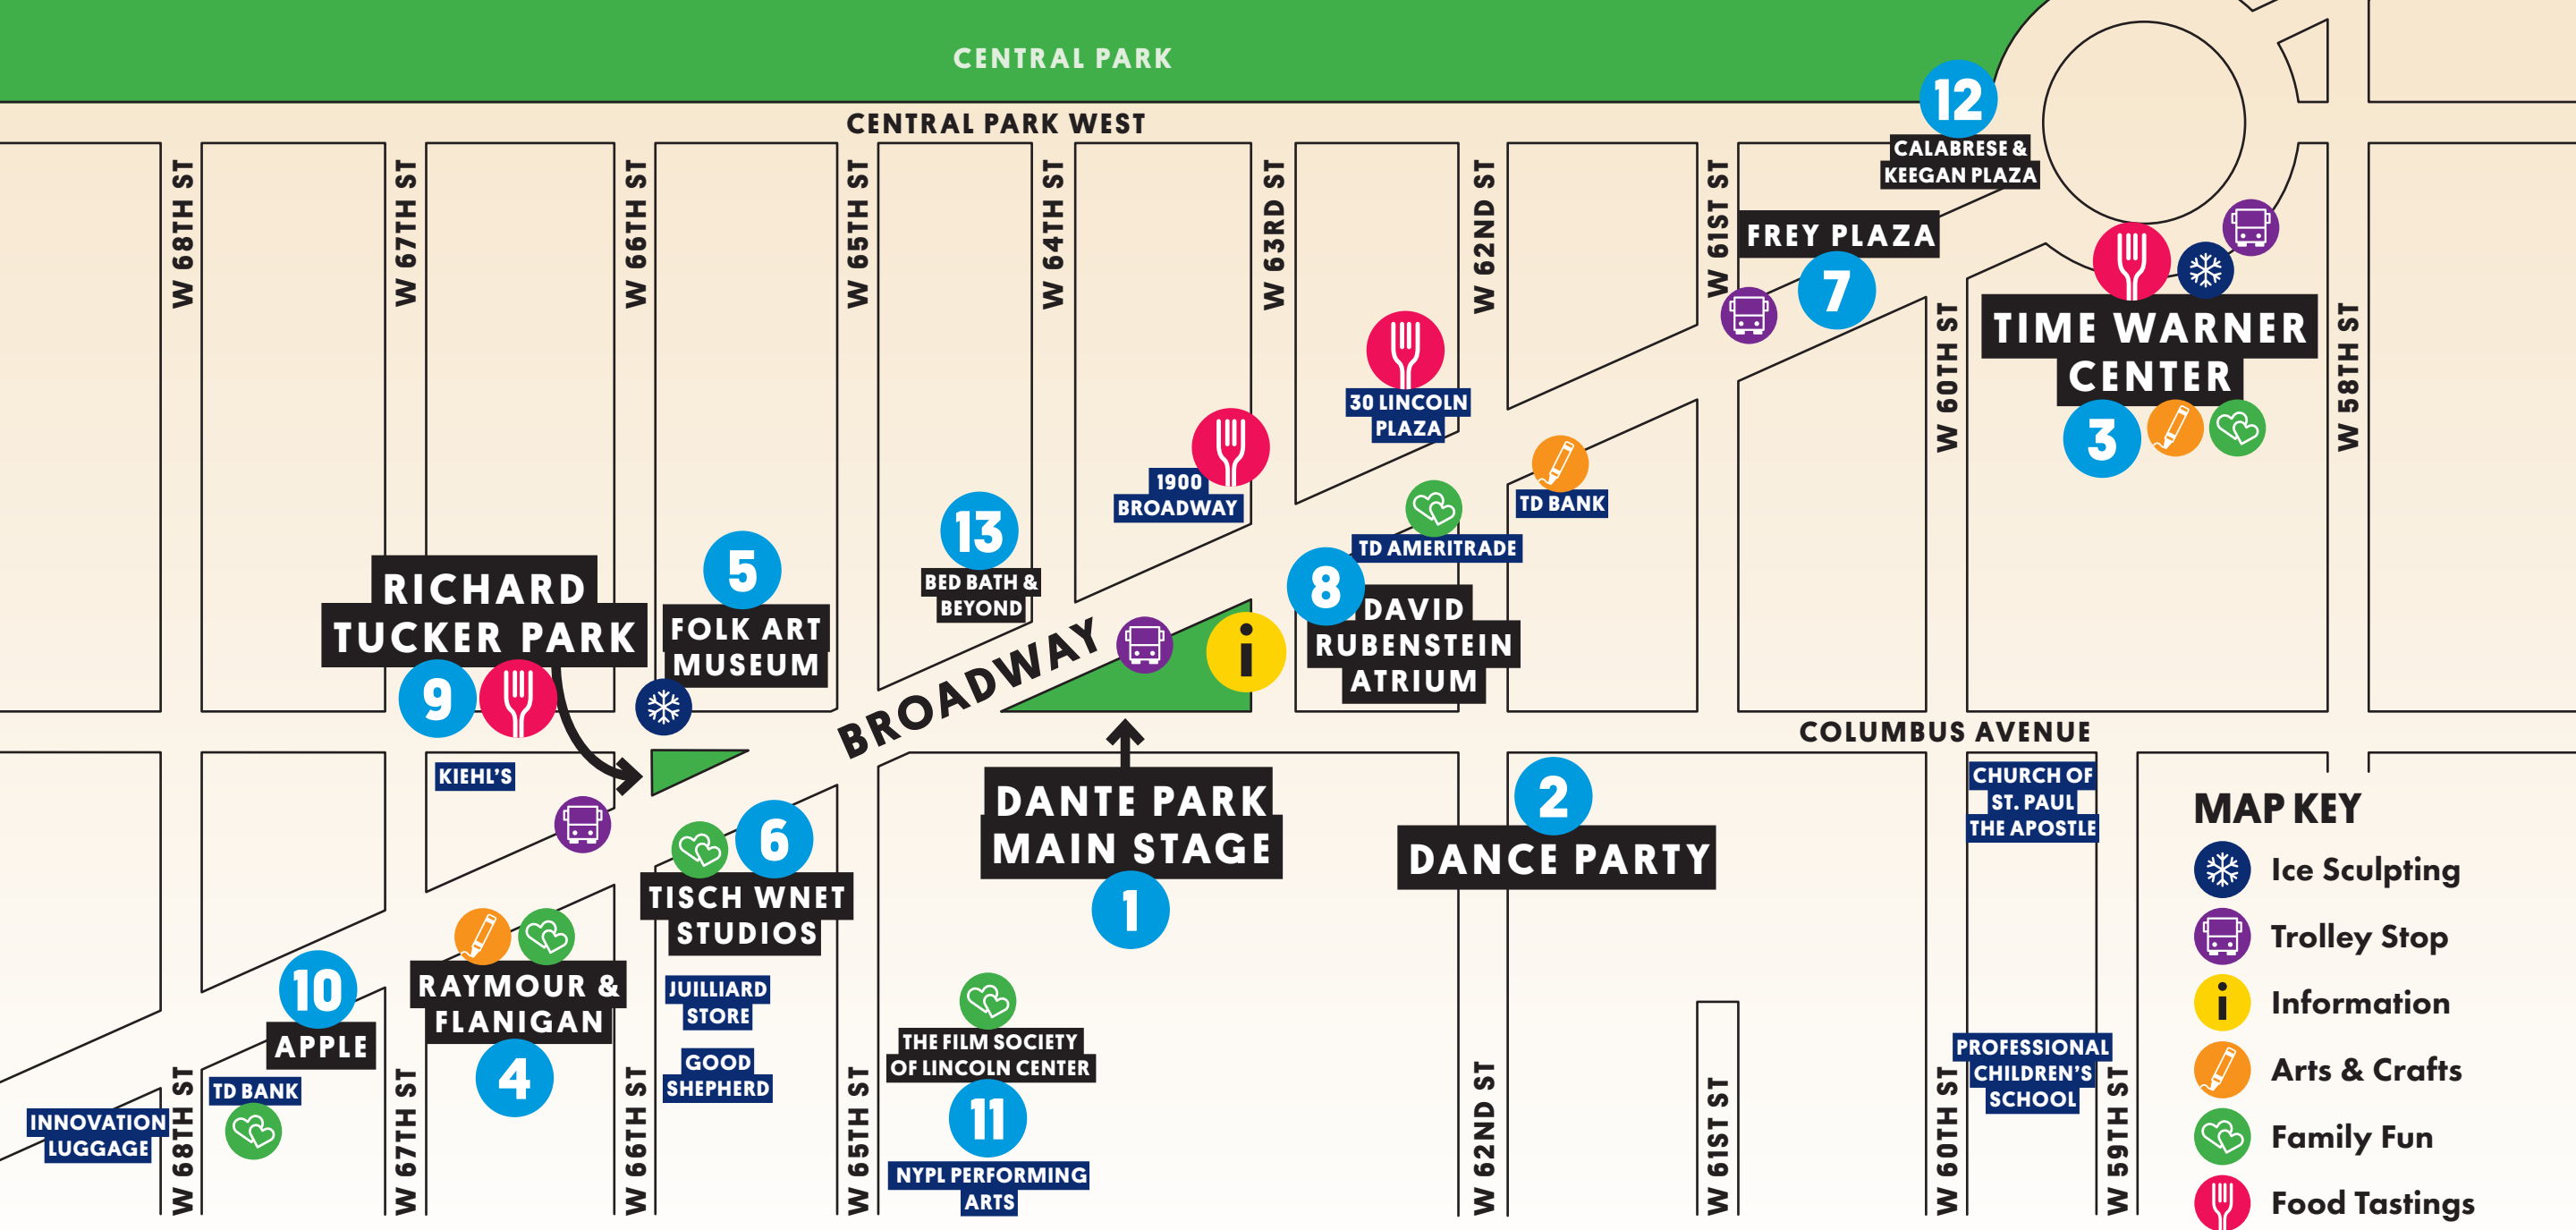 CENTRAL PARK
CENTRAL PARK WEST
12
CALABRESE &
KEEGAN PLAZA
W 68TH ST
W 67TH ST
W 66TH ST
W 65TH ST
W 64TH ST
W 63RD ST
W 62ND ST
W 61ST ST
FREY PLAZA
7
W 60TH ST
TIME WARNER
CENTER
3
W 58TH ST
30 LINCOLN
PLAZA
1900
BROADWAY
TD BANK
TD AMERITRADE
8
DAVID
RUBENSTEIN
ATRIUM
13
BED BATH &
BEYOND
5
FOLK ART
MUSEUM
RICHARD
TUCKER PARK
9
BROADWAY
i
COLUMBUS AVENUE
KIEHL'S
DANTE PARK
MAIN STAGE
1
2
DANCE PARTY
6
TISCH WNET
STUDIOS
JUILLIARD
STORE
GOOD
SHEPHERD
RAYMOUR &
FLANIGAN
4
10
APPLE
TD BANK
INNOVATION
LUGGAGE
THE FILM SOCIETY
OF LINCOLN CENTER
11
NYPL PERFORMING
ARTS
CHURCH OF
ST. PAUL
THE APOSTLE
PROFESSIONAL
CHILDREN'S
SCHOOL
W 68TH ST
W 67TH ST
W 66TH ST
W 65TH ST
W 62ND ST
W 61ST ST
W 60TH ST
W 59TH ST
MAP KEY
Ice Sculpting
Trolley Stop
i
Information
Arts & Crafts
Family Fun
Food Tastings